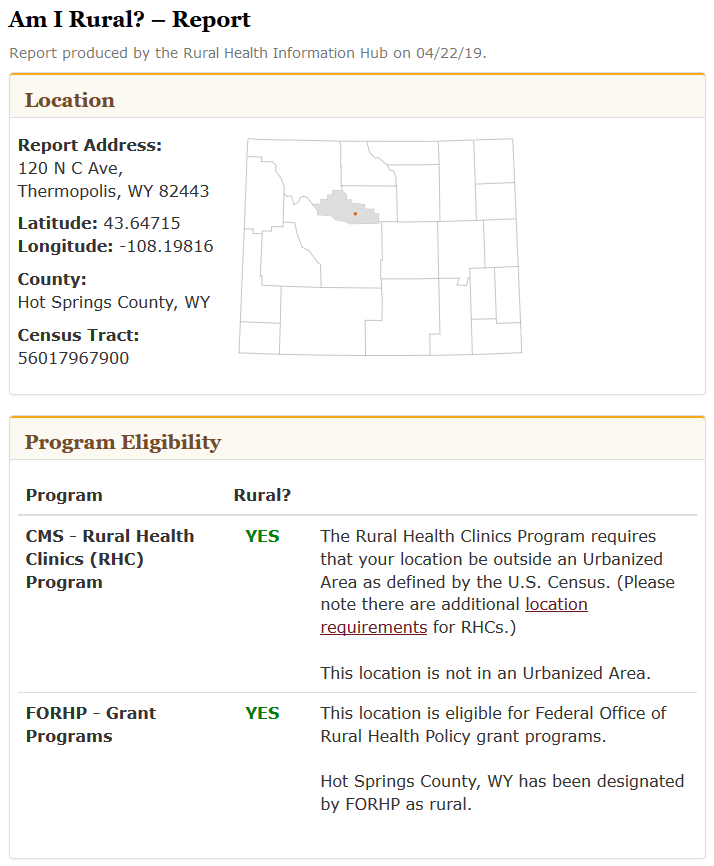 Am I Rural? – Report
Report produced by the Rural Health Information Hub on 04/22/19.
Location
Report Address:
120 N C Ave,
Thermopolis, WY 82443
Latitude: 43.64715
Longitude: -108.19816
County:
Hot Springs County, WY
Census Tract:
56017967900
Program Eligibility
Program Rural?
CMS - Rural Health Clinics (RHC) Program
YES
The Rural Health Clinics Program requires
that your location be outside an Urbanized
Area as defined by the U.S. Census. (Please
note there are additional location
requirements for RHCs.)
This location is not in an Urbanized Area.
FORHP - Grant Programs
YES
This location is eligible for Federal Office of
Rural Health Policy grant programs.
Hot Springs County, WY has been designated
by FORHP as rural.